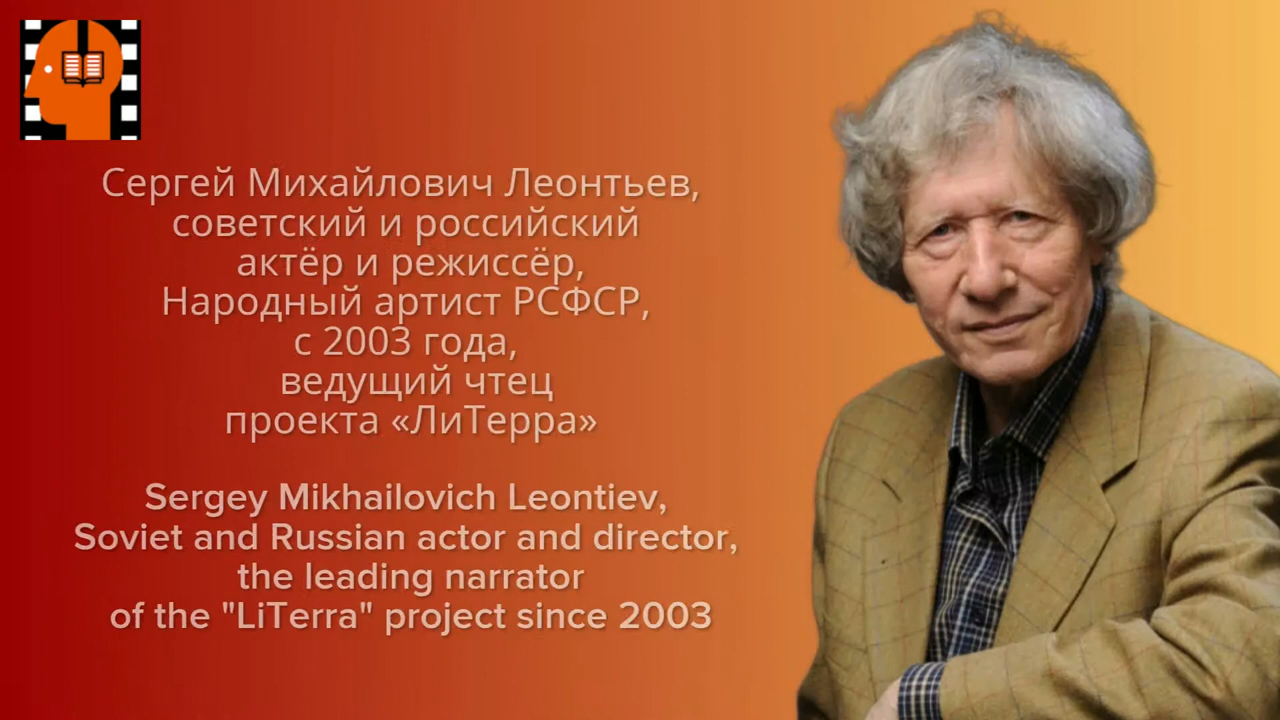 Сергей Михайлович Леонтьев,
советский и российский
актёр и режиссёр,
Народный артист РСФСР,
с 2003 года,
ведущий чтец
проекта «ЛиТерра»
Sergey Mikhailovich Leontiev,
Soviet and Russian actor and director,
the leading narrator
of the "LiTerra" project since 2003